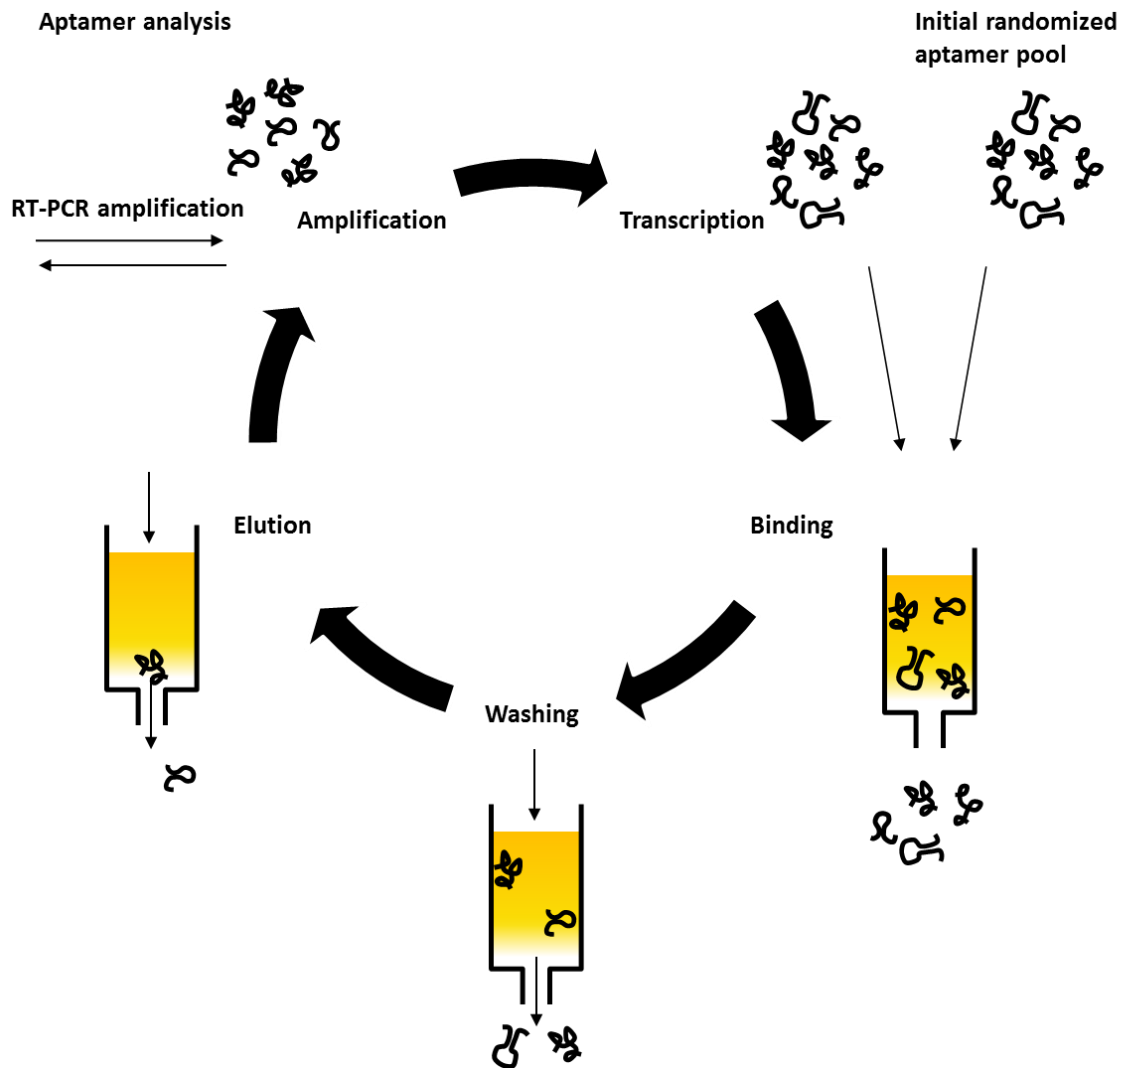 Aptamer analysis
Initial randomized
aptamer pool
RT-PCR amplification
Amplification
Transcription
Elution
Binding
Washing